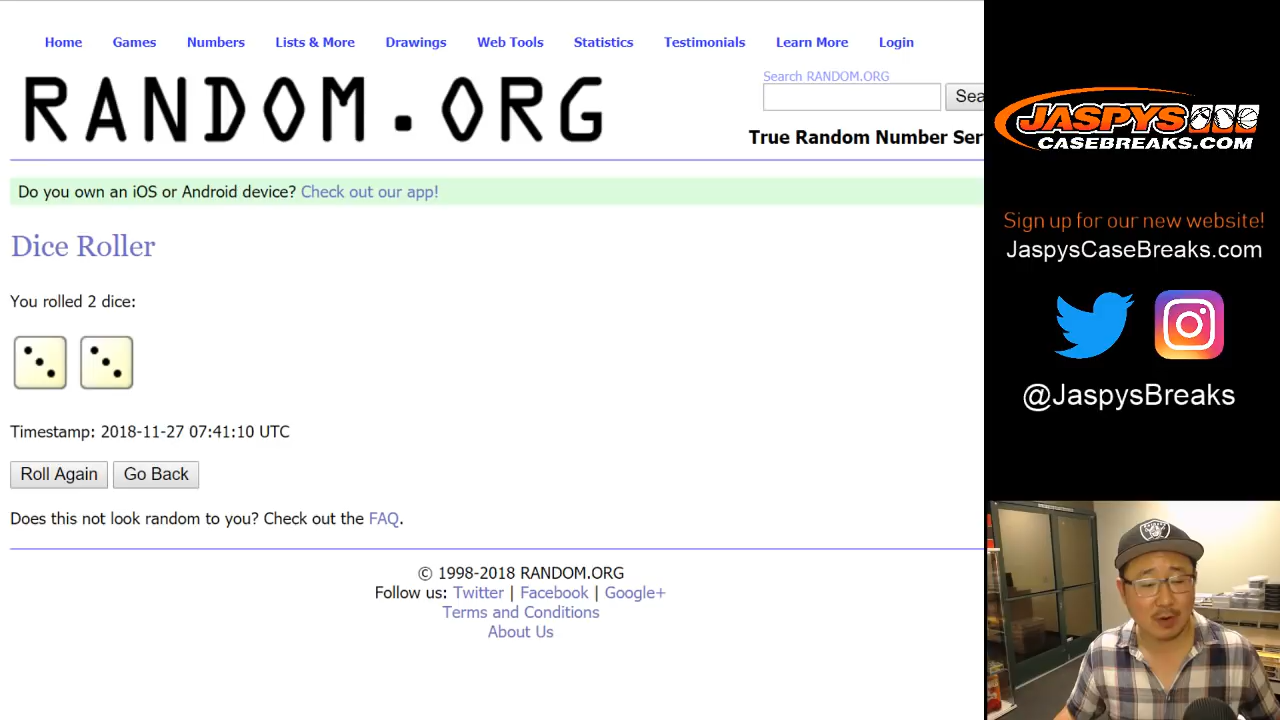 Home Games Numbers Lists & More Drawings Web Tools Statistics Testimonials Learn More Login
RANDOM.ORG
Search RANDOM.ORG
Sea
True Random Number Ser
Do you own an iOS or Android device? Check out our app!
Dice Roller
You rolled 2 dice:
Timestamp: 2018-11-27 07:41:10 UTC
Roll Again Go Back
Does this not look random to you? Check out the FAQ.
© 1998-2018 RANDOM.ORG
Follow us: Twitter | Facebook | Google+
Terms and Conditions
About Us
JASPYS
CASEBREAKS.COM
Sign up for our new website!
JaspysCaseBreaks.com
@JaspysBreaks